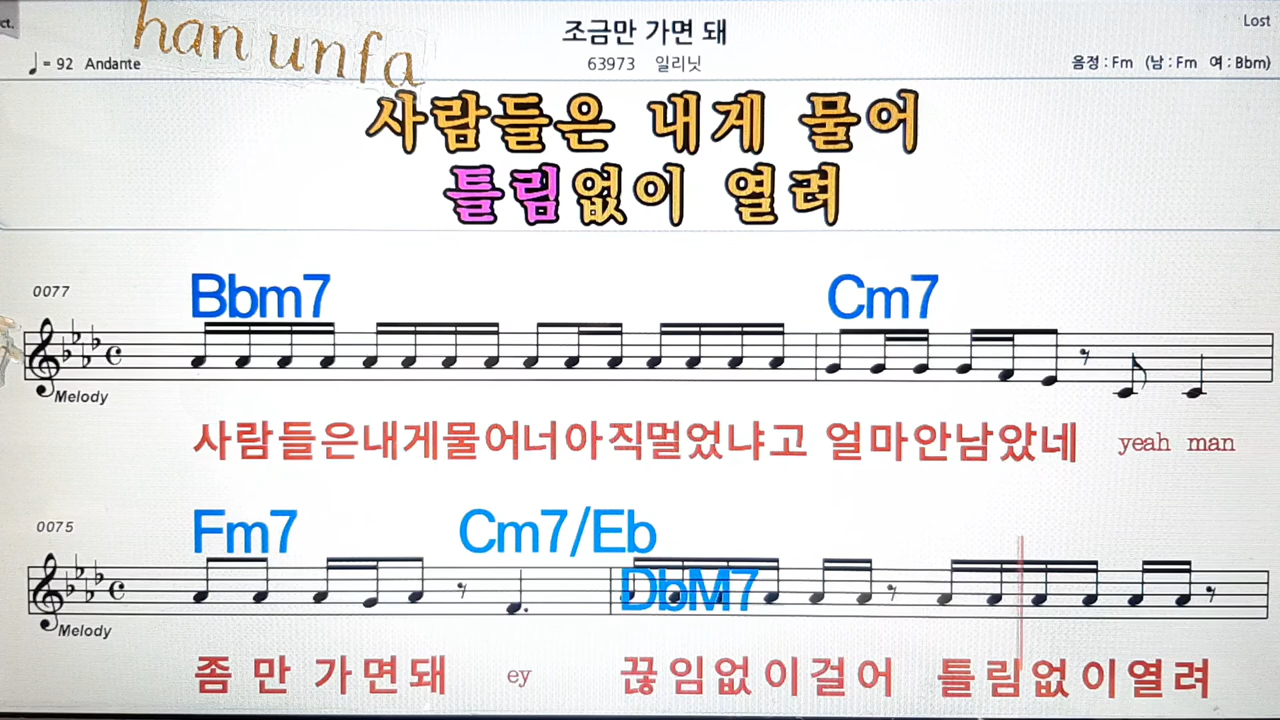 ct.
han unfa
조금만 가면 돼
Lost
♩= 92 Andante
63973 일리닛
음정 : Fm (남 : Fm 여 : Bbm)
사람들은 내게 물어
틀림없이 열려
0077
Bbm7 Cm7
Melody
사람들은내게물어너아직멀었냐고 얼마안남았네 yeah man
0075
Fm7 Cm7/Eb
DbM7
Melody
좀 만 가면돼 ey 끊임없이걸어 틀림없이열려